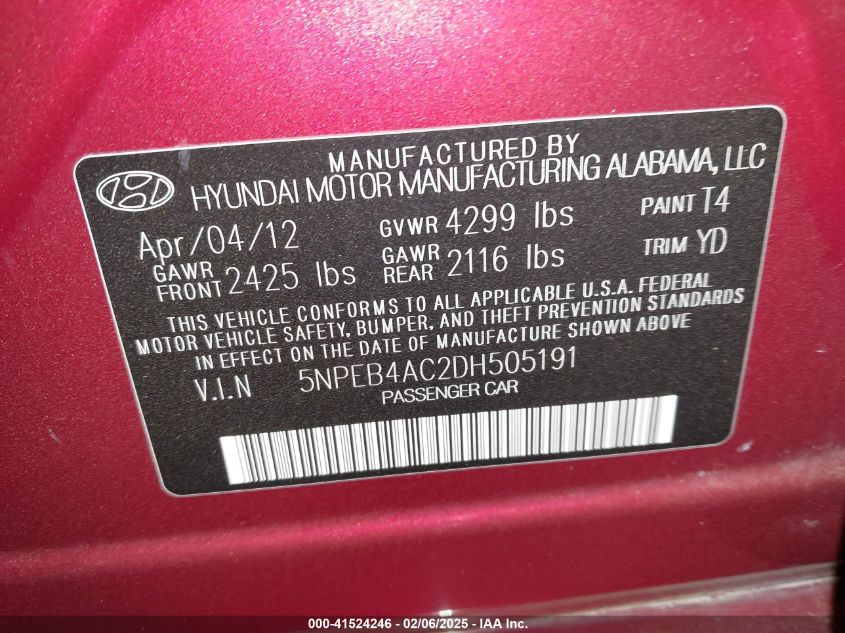 MANUFACTURED BY
HYUNDAI MOTOR MANUFACTURING ALABAMA, LLC
Apr/04/12 GVWR 4299 lbs PAINT T4
GAWR FRONT 2425 lbs GAWR REAR 2116 lbs TRIM YD
THIS VEHICLE CONFORMS TO ALL APPLICABLE U.S.A. FEDERAL
MOTOR VEHICLE SAFETY, BUMPER, AND THEFT PREVENTION STANDARDS
IN EFFECT ON THE DATE OF MANUFACTURE SHOWN ABOVE
V.I.N 5NPEB4AC2DH505191
PASSENGER CAR
000-41524246 - 02/06/2025 - IAA Inc.